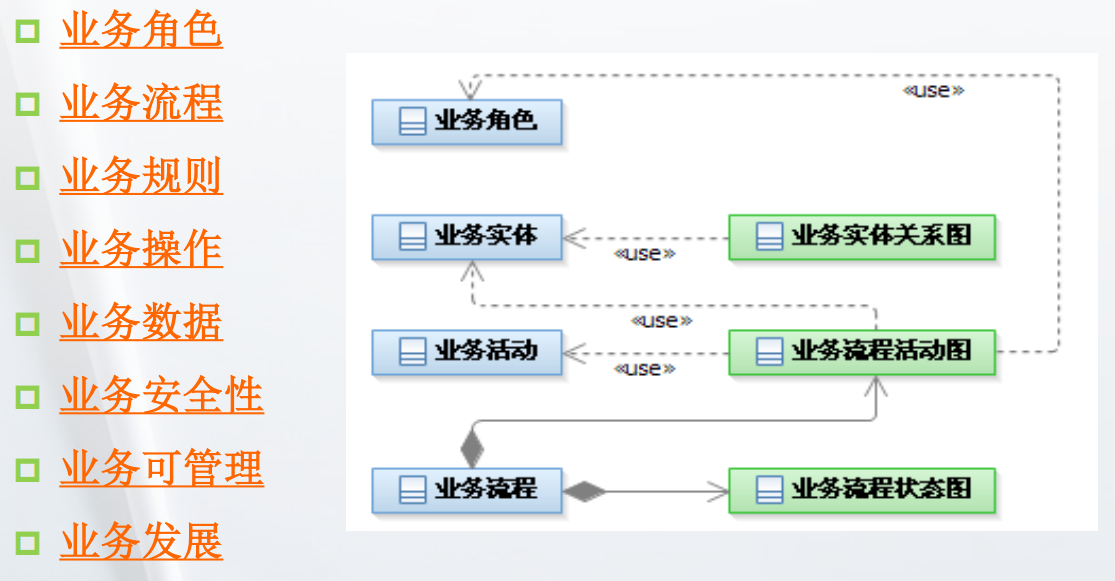 业务角色
业务流程
业务规则
业务操作
业务数据
业务安全性
业务可管理
业务发展
«use»
业务角色
业务实体
«use»
业务实体关系图
«use»
业务活动
«use»
业务流程活动图
业务流程
业务流程状态图